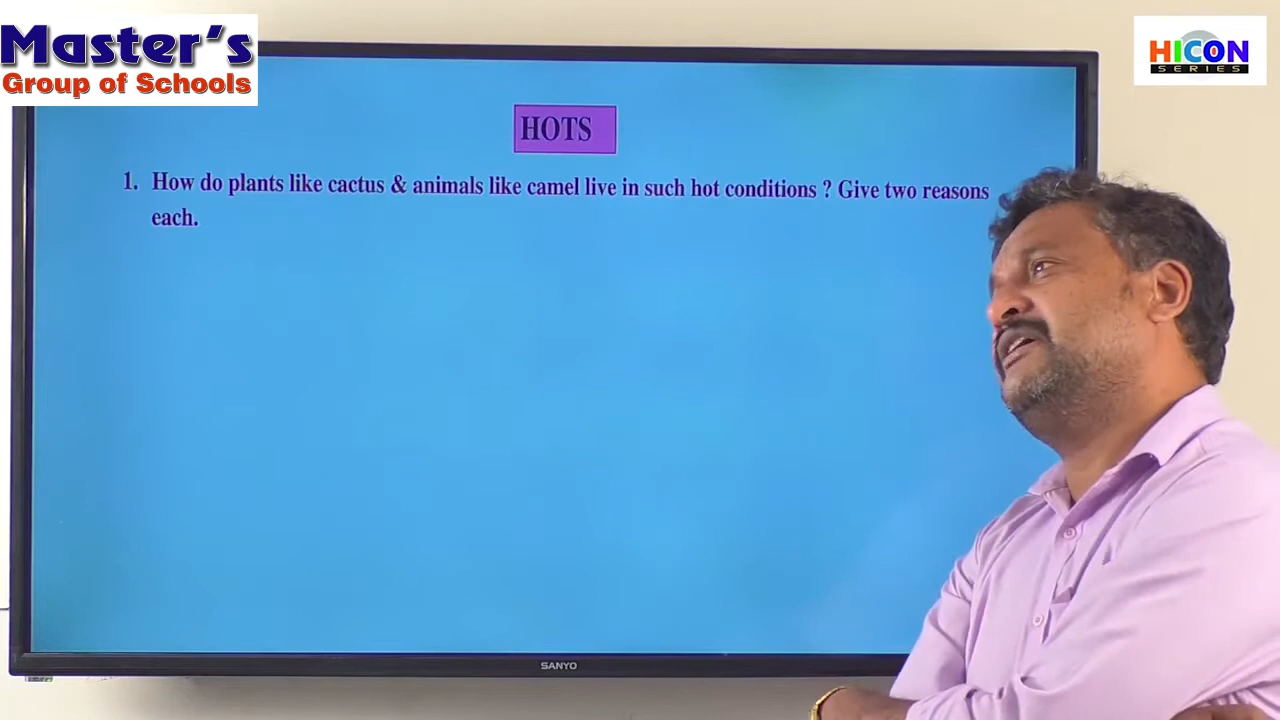 Master's
Group of Schools
HICON
SERIES
HOTS
1. How do plants like cactus & animals like camel live in such hot conditions ? Give two reasons
each.
SANYO